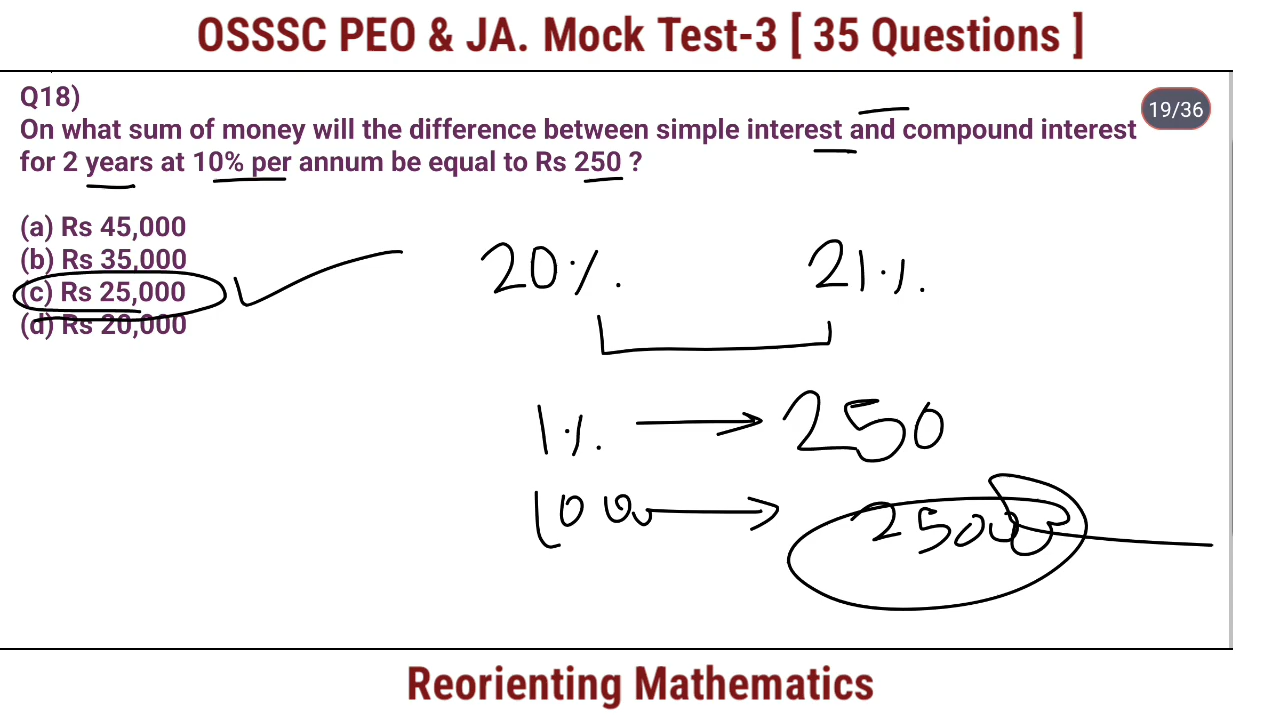 OSSSC PEO & JA. Mock Test-3 [ 35 Questions ]
Q18)
19/36
On what sum of money will the difference between simple interest and compound interest
for 2 years at 10% per annum be equal to Rs 250 ?
(a) Rs 45,000
(b) Rs 35,000
(c) Rs 25,000
(d) Rs 20,000
20%. 21%.
1%. → 250
→ 25000
Reorienting Mathematics